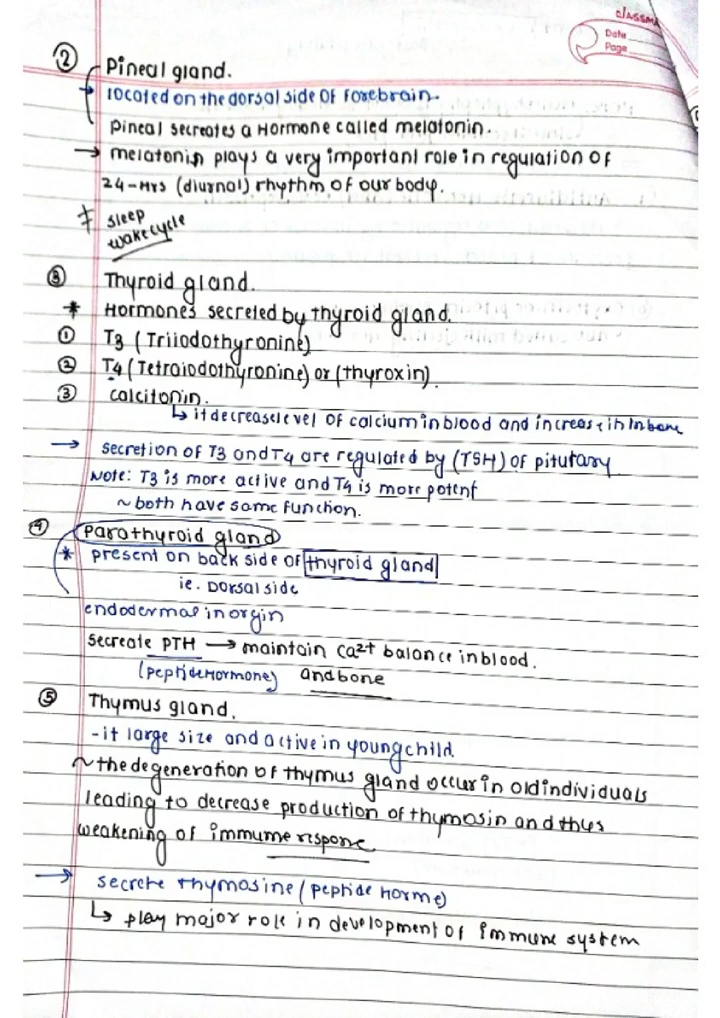 classm
Date
Page
② Pineal gland.
→ located on the dorsal side of forebrain.
Pineal secreates a Hormone called melatonin.
→ melatonin plays a very important role in regulation of
24-Hrs (diurnal) rhythm of our body.
sleep
wake cycle
③ Thyroid gland.
* Hormones secreted by thyroid gland.
① T3 (Triiodothyronine)
② T4 (Tetraiodothyronine) or (thyroxin).
③ calcitonin.
↳ it decrease level of calcium in blood and increase it in bone
→ secretion of T3 and T4 are regulated by (TSH) of pitutary
Note: T3 is more active and T4 is more potent
~ both have same function.
④ Parathyroid gland
* present on back side of thyroid gland
ie. Dorsal side
endodermal in orgin
secreate PTH → maintain Ca2+ balance in blood.
(peptide Hormone) and bone
⑤ Thymus gland.
- it large size and active in young child.
~ the degeneration of thymus gland occur in old individuals
leading to decrease production of thymosin and thus
weakening of immume respone
→ secrete thymosine (peptide horme)
↳ play major role in development of immune system